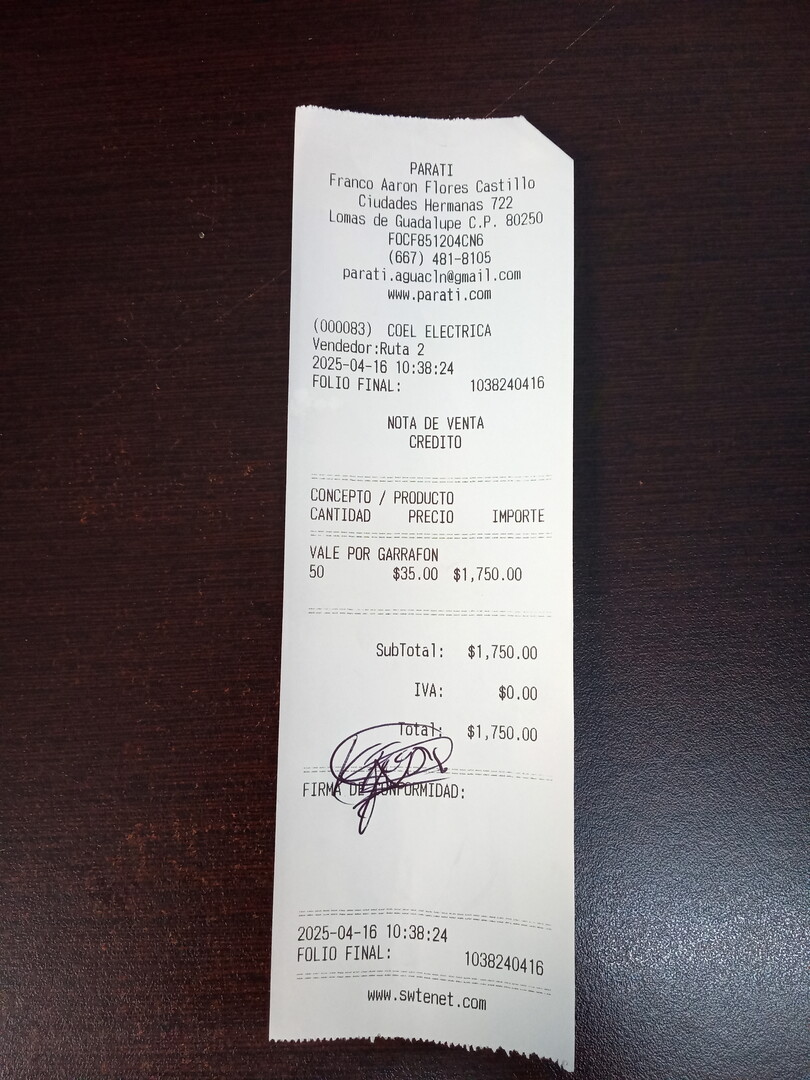 PARATI
Franco Aaron Flores Castillo
Ciudades Hermanas 722
Lomas de Guadalupe C.P. 80250
FOCF851204CN6
(667) 481-8105
parati.aguacln@gmail.com
www.parati.com
(000083) COEL ELECTRICA
Vendedor:Ruta 2
2025-04-16 10:38:24
FOLIO FINAL: 1038240416
NOTA DE VENTA
CREDITO
CONCEPTO / PRODUCTO
CANTIDAD PRECIO IMPORTE
VALE POR GARRAFON
50 $35.00 $1,750.00
SubTotal: $1,750.00
IVA: $0.00
Total: $1,750.00
FIRMA DE CONFORMIDAD:
2025-04-16 10:38:24
FOLIO FINAL: 1038240416
www.swtenet.com